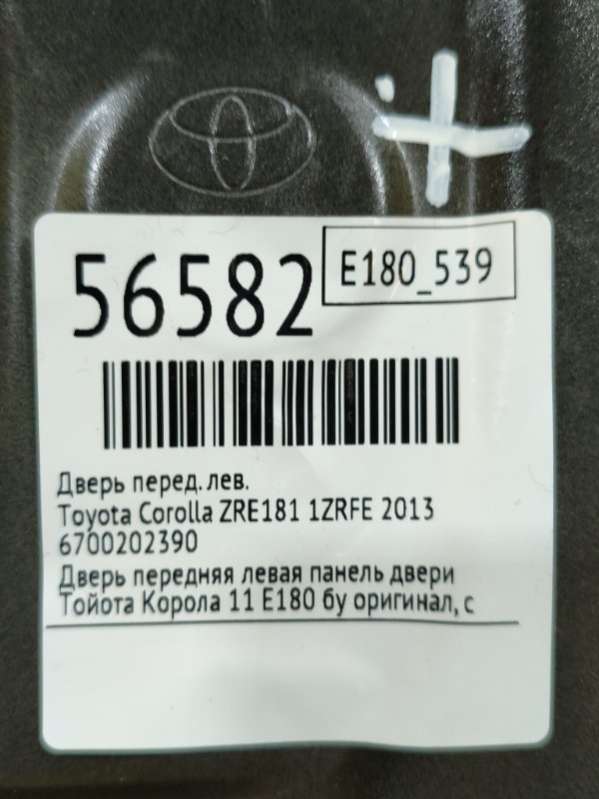 56582
E180_539
Дверь перед. лев.
Toyota Corolla ZRE181 1ZRFE 2013
6700202390
Дверь передняя левая панель двери
Тойота Корола 11 Е180 бу оригинал, с